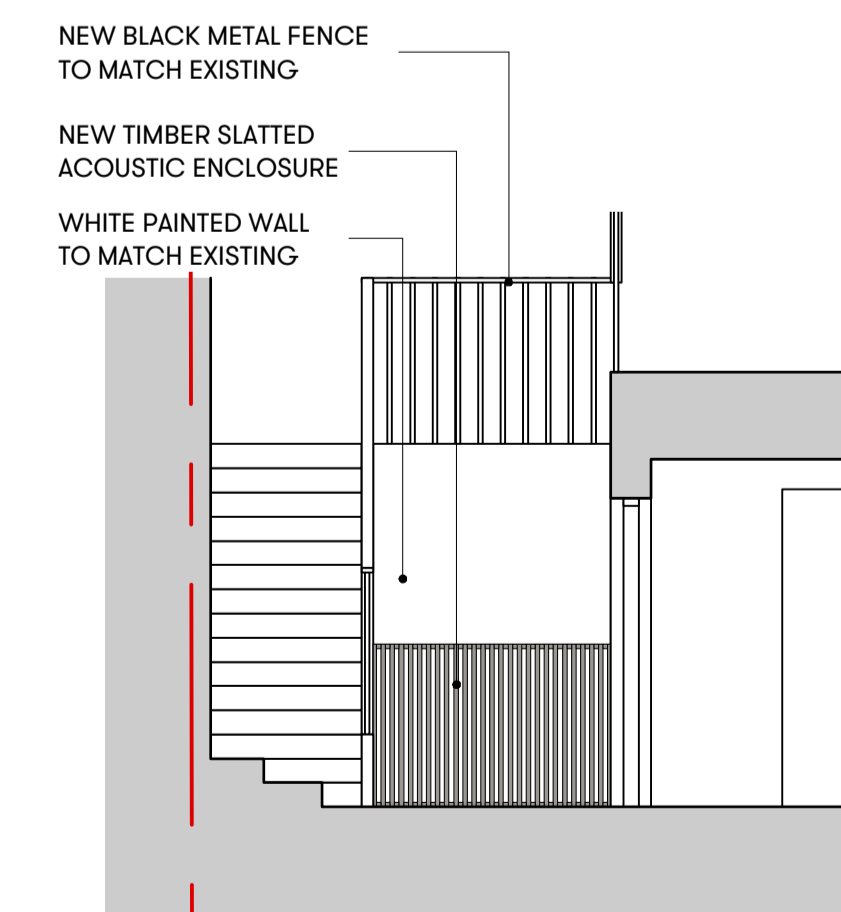 NEW BLACK METAL FENCE
TO MATCH EXISTING
NEW TIMBER SLATTED
ACOUSTIC ENCLOSURE
WHITE PAINTED WALL
TO MATCH EXISTING